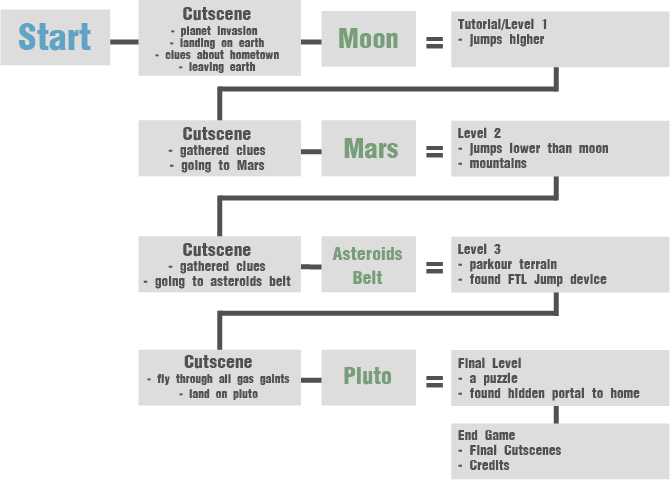 Start
Cutscene
- planet invasion
- landing on earth
- clues about hometown
- leaving earth
Moon
=
Tutorial/Level 1
- jumps higher
Cutscene
- gathered clues
- going to Mars
Mars
=
Level 2
- jumps lower than moon
- mountains
Cutscene
- gathered clues
- going to asteroids belt
Asteroids
Belt
=
Level 3
- parkour terrain
- found FTL Jump device
Cutscene
- fly through all gas gaints
- land on pluto
Pluto
=
Final Level
- a puzzle
- found hidden portal to home
End Game
- Final Cutscenes
- Credits